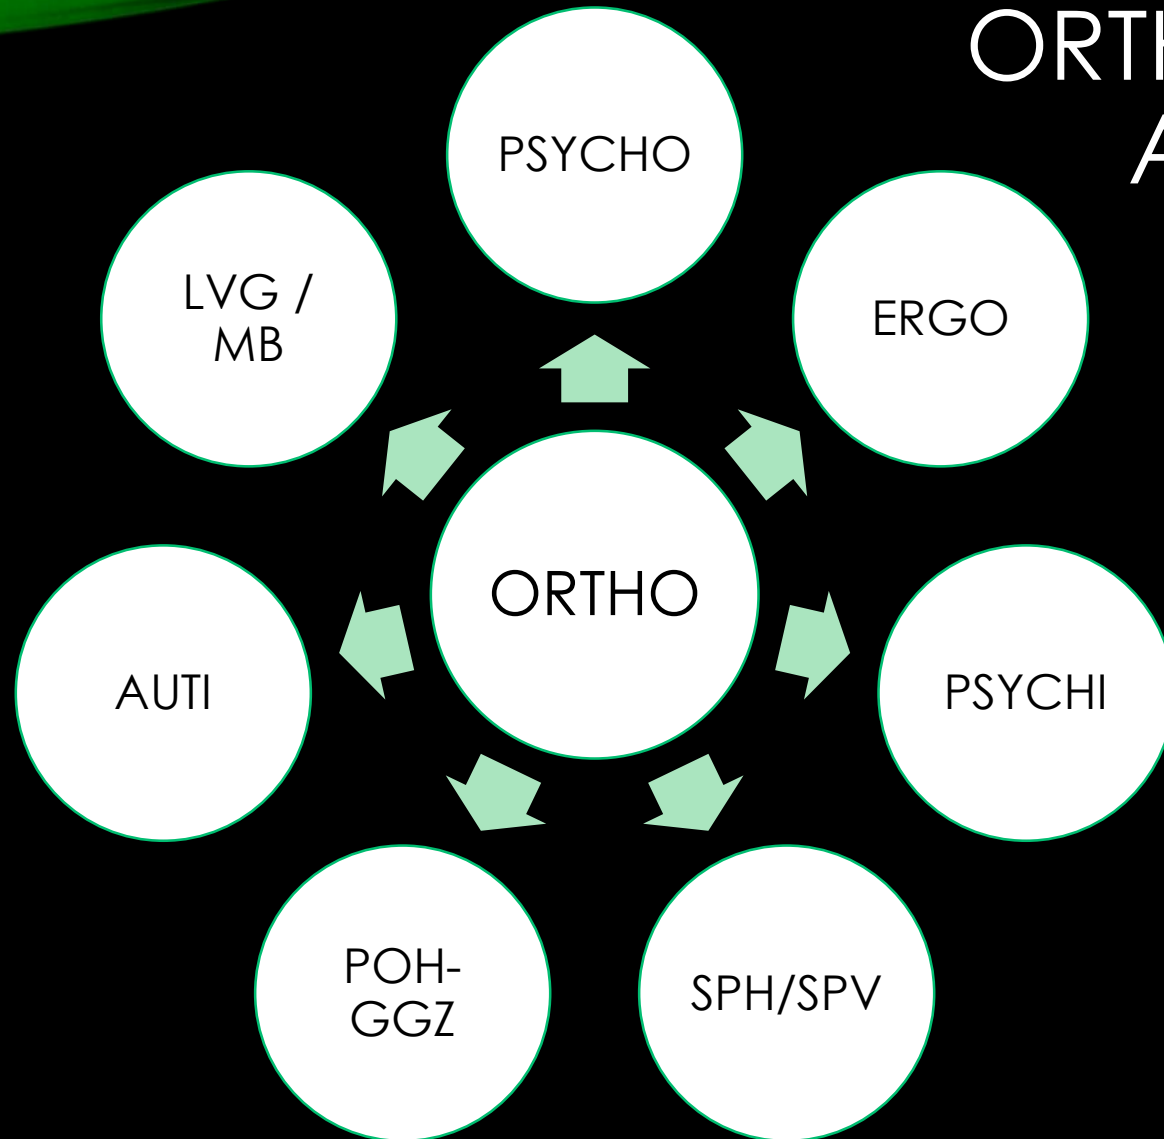 PSYCHO
ERGO
PSYCHI
SPH/SPV
POH-
GGZ
AUTI
LVG /
MB
ORTHO